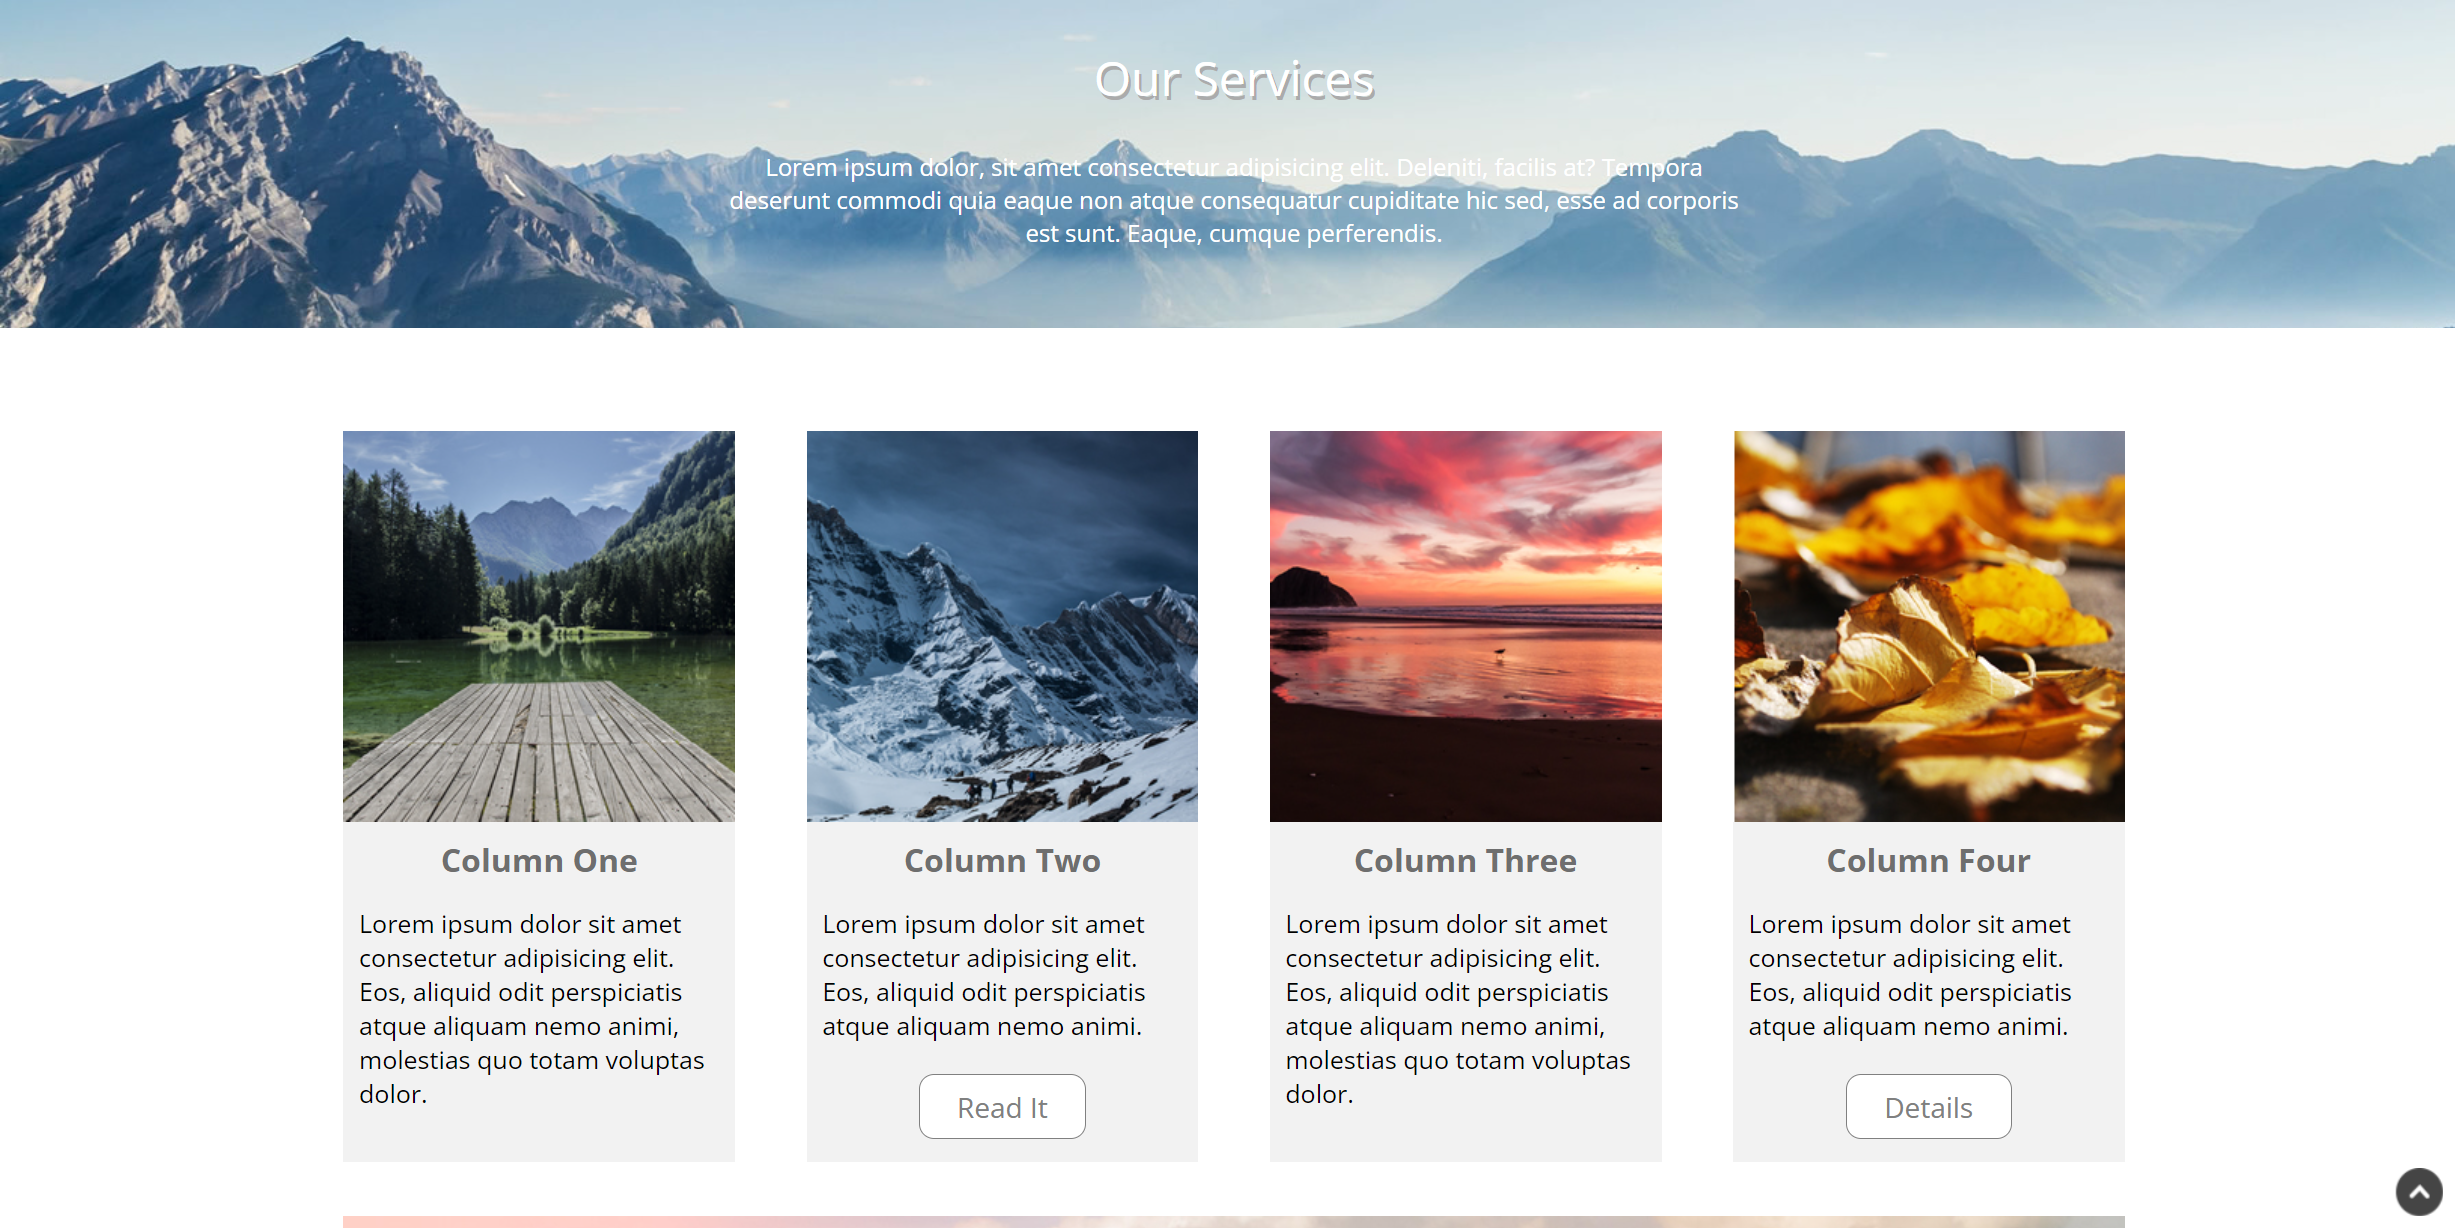 Our Services
Lorem ipsum dolor, sit amet consectetur adipisicing elit. Deleniti, facilis at? Tempora
deserunt commodi quia eaque non atque consequatur cupiditate hic sed, esse ad corporis
est sunt. Eaque, cumque perferendis.
Column One
Lorem ipsum dolor sit amet
consectetur adipisicing elit.
Eos, aliquid odit perspiciatis
atque aliquam nemo animi,
molestias quo totam voluptas
dolor.
Column Two
Lorem ipsum dolor sit amet
consectetur adipisicing elit.
Eos, aliquid odit perspiciatis
atque aliquam nemo animi.
Read It
Column Three
Lorem ipsum dolor sit amet
consectetur adipisicing elit.
Eos, aliquid odit perspiciatis
atque aliquam nemo animi,
molestias quo totam voluptas
dolor.
Column Four
Lorem ipsum dolor sit amet
consectetur adipisicing elit.
Eos, aliquid odit perspiciatis
atque aliquam nemo animi.
Details